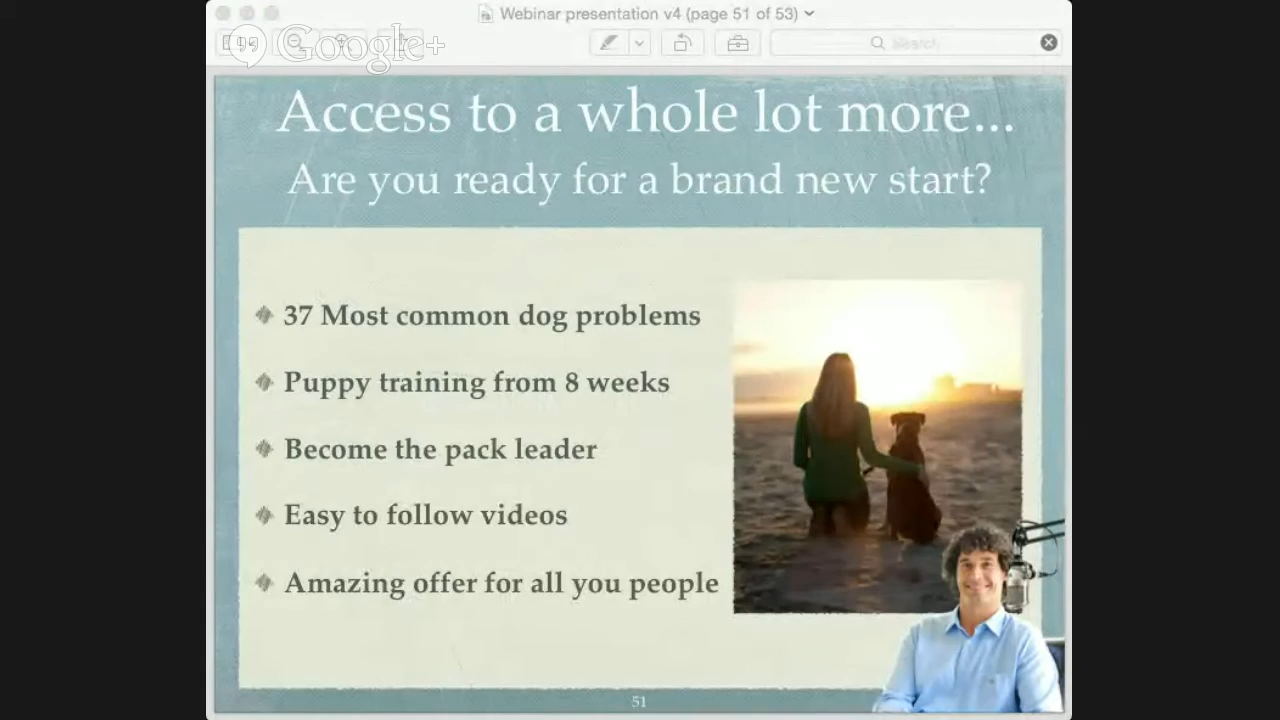 Webinar presentation v4 (page 51 of 53)
Google+
Search
Access to a whole lot more...
Are you ready for a brand new start?
37 Most common dog problems
Puppy training from 8 weeks
Become the pack leader
Easy to follow videos
Amazing offer for all you people
51